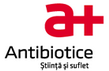 a+
Antibiotice
Știință și suflet